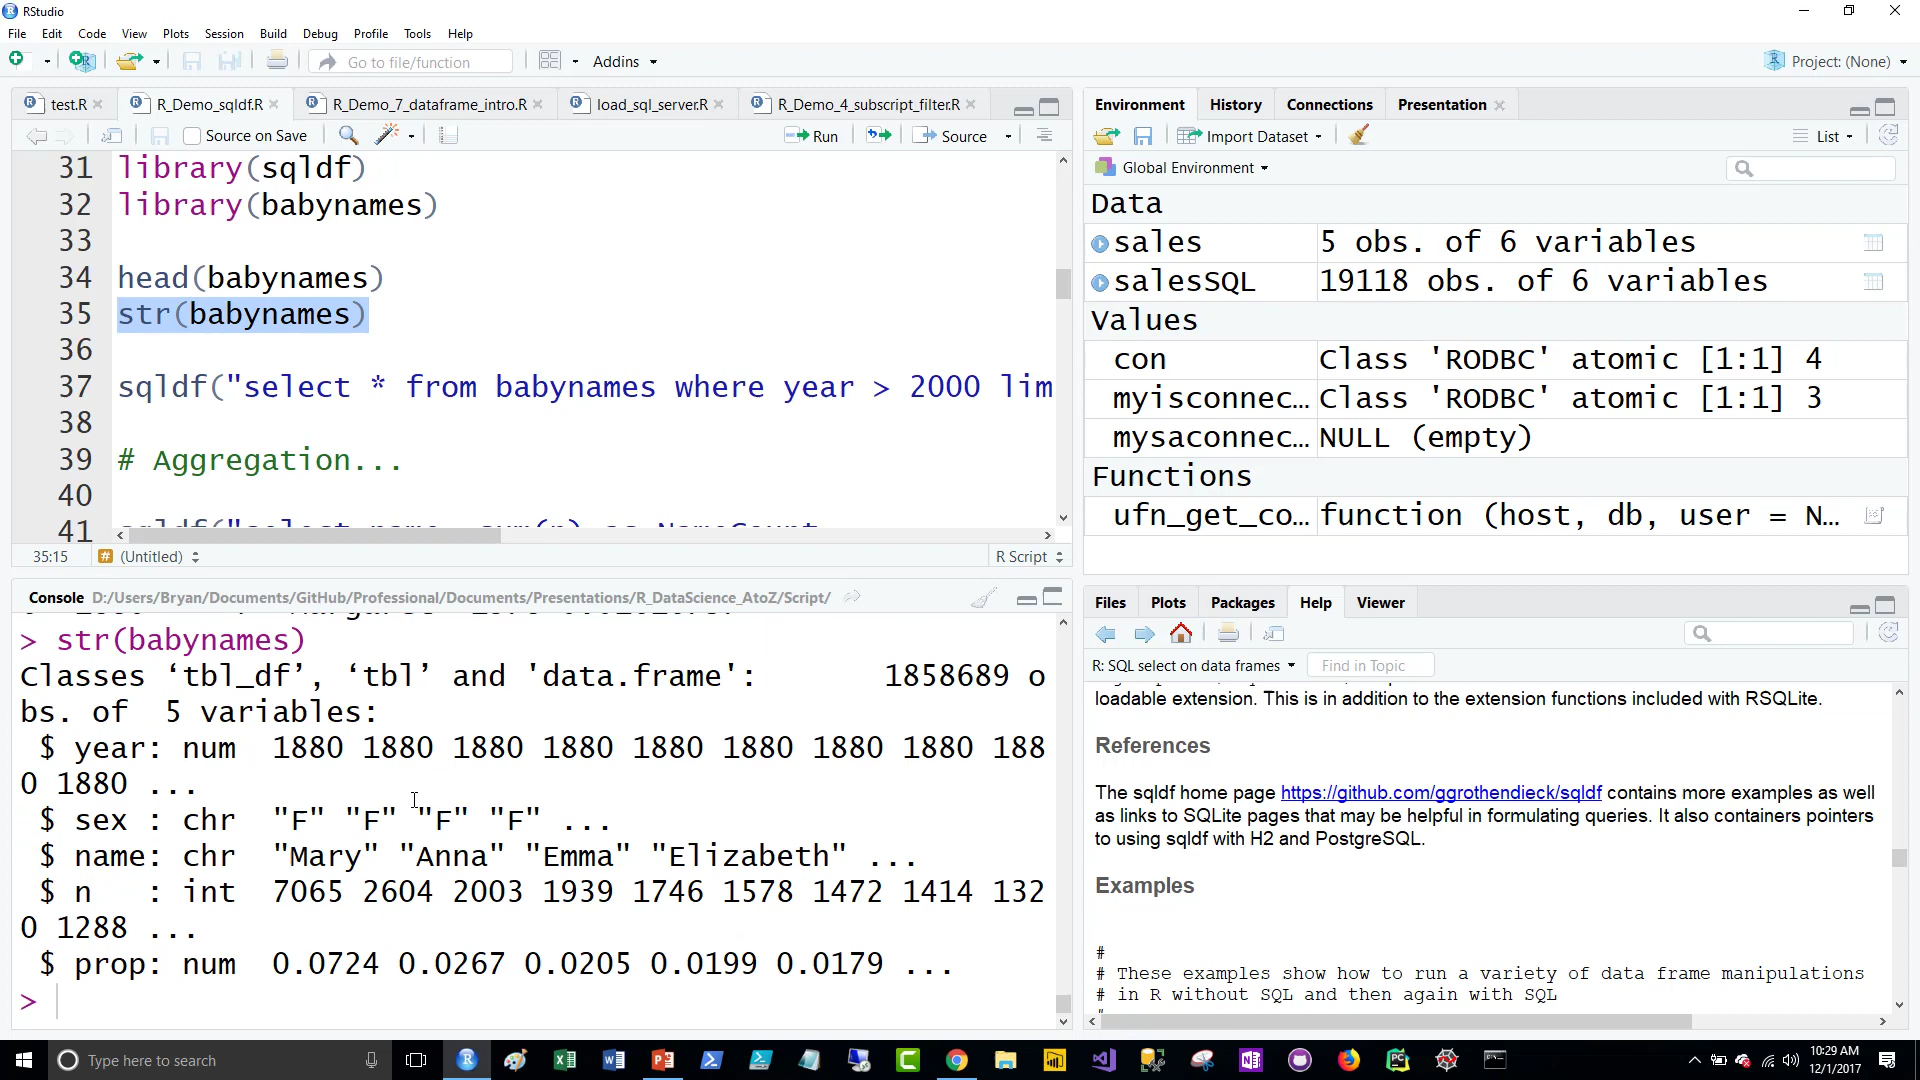 RStudio
File Edit Code View Plots Session Build Debug Profile Tools Help
Go to file/function Addins Project: (None)
test.R R_Demo_sqldf.R R_Demo_7_dataframe_intro.R load_sql_server.R R_Demo_4_subscript_filter.R
Source on Save Run Source
31 library(sqldf)
32 library(babynames)
33
34 head(babynames)
35 str(babynames)
36
37 sqldf("select * from babynames where year > 2000 lim
38
39 # Aggregation...
40
41
35:15 # (Untitled) R Script
Console D:/Users/Bryan/Documents/GitHub/Professional/Documents/Presentations/R_DataScience_AtoZ/Script/
> str(babynames)
Classes ‘tbl_df’, ‘tbl’ and 'data.frame': 1858689 o
bs. of 5 variables:
$ year: num 1880 1880 1880 1880 1880 1880 1880 1880 188
0 1880 ...
$ sex : chr "F" "F" "F" "F" ...
$ name: chr "Mary" "Anna" "Emma" "Elizabeth" ...
$ n : int 7065 2604 2003 1939 1746 1578 1472 1414 132
0 1288 ...
$ prop: num 0.0724 0.0267 0.0205 0.0199 0.0179 ...
>
Environment History Connections Presentation
Import Dataset List
Global Environment
Data
sales 5 obs. of 6 variables
salesSQL 19118 obs. of 6 variables
Values
con Class 'RODBC' atomic [1:1] 4
myisconnec... Class 'RODBC' atomic [1:1] 3
mysaconnec... NULL (empty)
Functions
ufn_get_co... function (host, db, user = N...
Files Plots Packages Help Viewer
R: SQL select on data frames Find in Topic
loadable extension. This is in addition to the extension functions included with RSQLite.
References
The sqldf home page https://github.com/ggrothendieck/sqldf contains more examples as well
as links to SQLite pages that may be helpful in formulating queries. It also containers pointers
to using sqldf with H2 and PostgreSQL.
Examples
#
# These examples show how to run a variety of data frame manipulations
# in R without SQL and then again with SQL
Type here to search
10:29 AM
12/1/2017